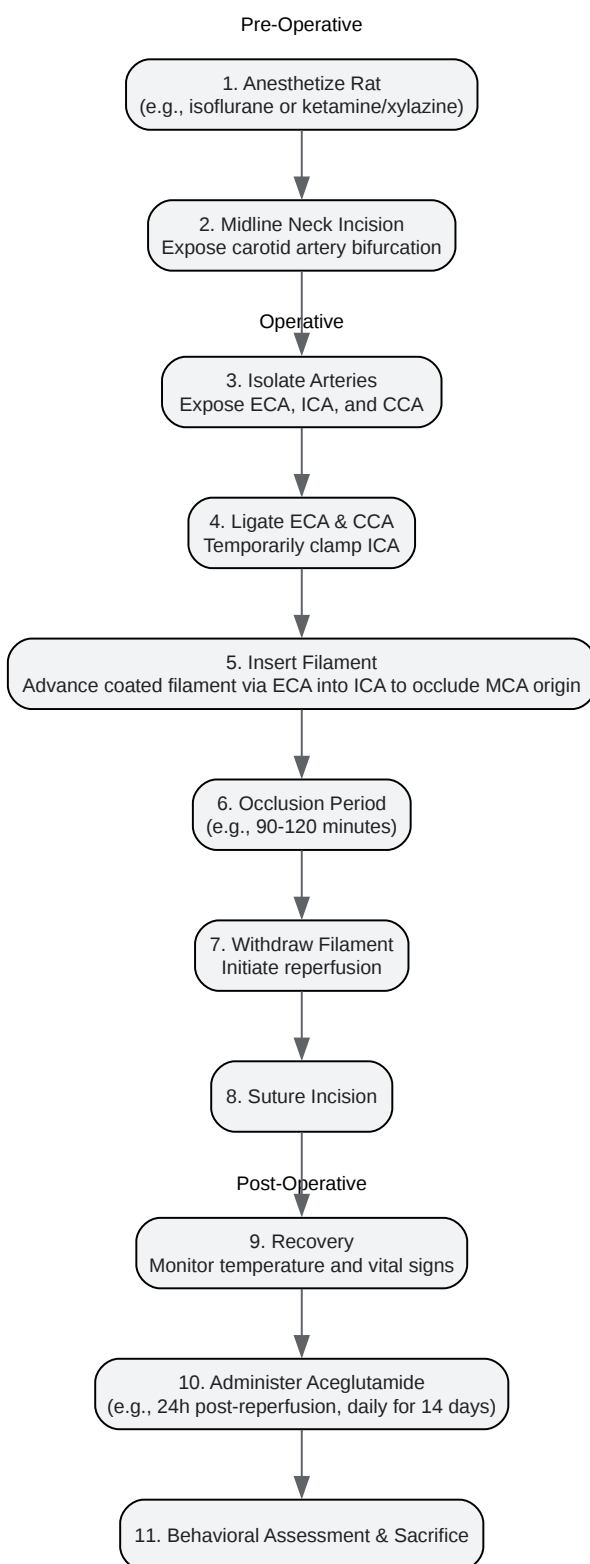 Pre-Operative
1. Anesthetize Rat
(e.g., isoflurane or ketamine/xylazine)
2. Midline Neck Incision
Expose carotid artery bifurcation
Operative
3. Isolate Arteries
Expose ECA, ICA, and CCA
4. Ligate ECA & CCA
Temporarily clamp ICA
5. Insert Filament
Advance coated filament via ECA into ICA to occlude MCA origin
6. Occlusion Period
(e.g., 90-120 minutes)
7. Withdraw Filament
Initiate reperfusion
8. Suture Incision
Post-Operative
9. Recovery
Monitor temperature and vital signs
10. Administer Aceglutamide
(e.g., 24h post-reperfusion, daily for 14 days)
11. Behavioral Assessment & Sacrifice